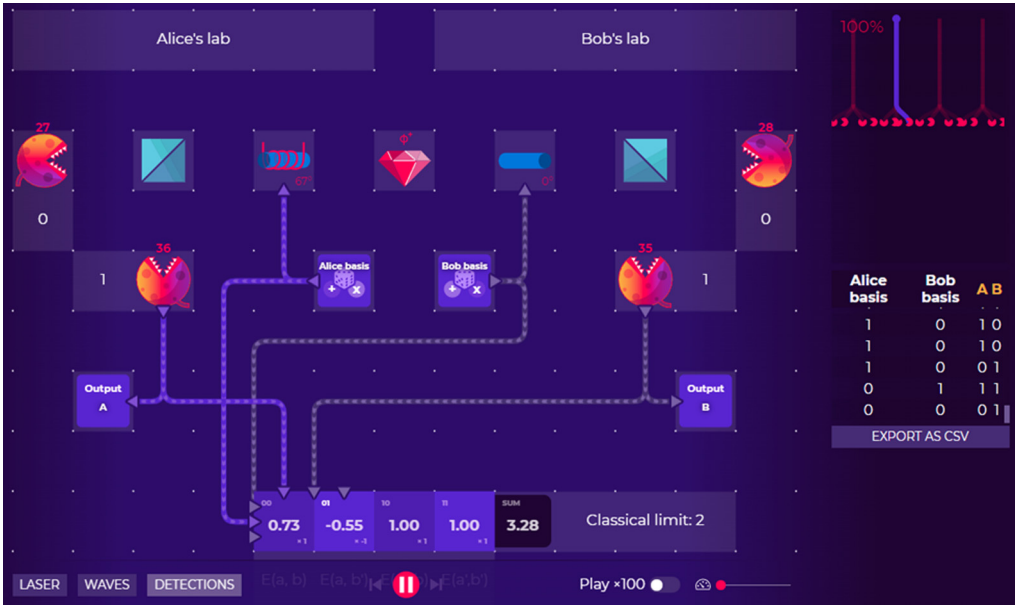 Alice's lab
Bob's lab
100%
27
Φ+
28
67°
0°
0
0
36
35
1
1
Alice basis
+ x
Bob basis
+ x
Alice basis
Bob basis
A B
1 0 1 0
1 0 1 0
1 0 0 1
0 1 1 1
0 0 0 1
EXPORT AS CSV
Output A
Output B
00 01 10 11 SUM
0.73 -0.55 1.00 1.00 3.28
×1 ×-1 ×1 ×1
Classical limit: 2
E(a, b) E(a, b') E(a',b')
LASER WAVES DETECTIONS
Play ×100